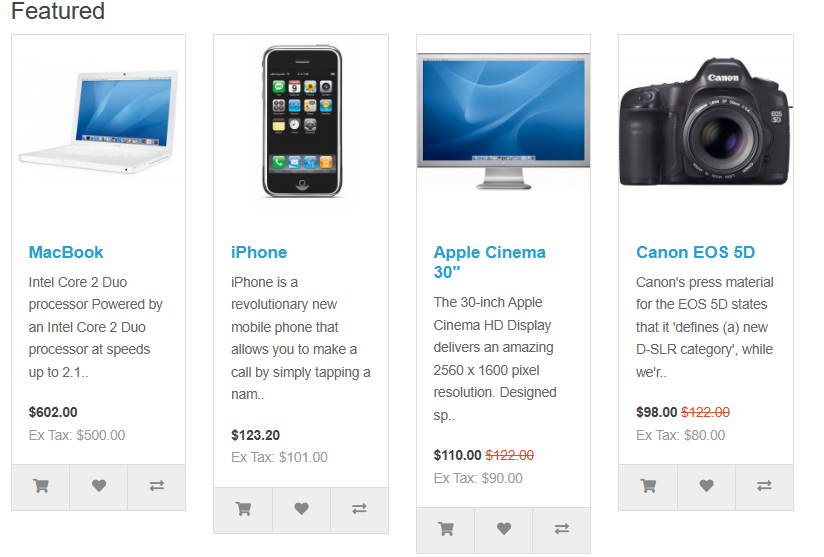 Featured
MacBook
Intel Core 2 Duo
processor Powered by
an Intel Core 2 Duo
processor at speeds
up to 2.1..
$602.00
Ex Tax: $500.00
iPhone
iPhone is a
revolutionary new
mobile phone that
allows you to make a
call by simply tapping a
nam..
$123.20
Ex Tax: $101.00
Apple Cinema
30"
The 30-inch Apple
Cinema HD Display
delivers an amazing
2560 x 1600 pixel
resolution. Designed
sp..
$110.00 $122.00
Ex Tax: $90.00
Canon
EOS
5D
Canon EOS 5D
Canon's press material
for the EOS 5D states
that it 'defines (a) new
D-SLR category', while
we'r..
$98.00 $122.00
Ex Tax: $80.00